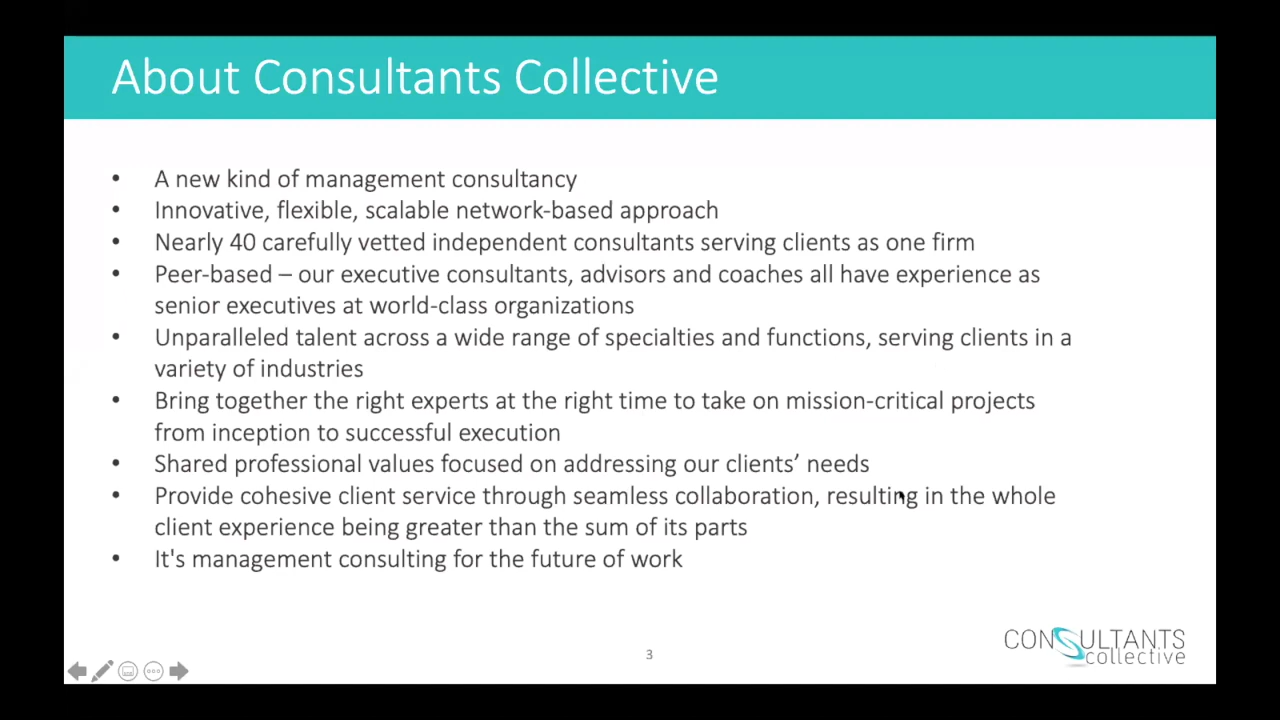 About Consultants Collective
• A new kind of management consultancy
• Innovative, flexible, scalable network-based approach
• Nearly 40 carefully vetted independent consultants serving clients as one firm
• Peer-based – our executive consultants, advisors and coaches all have experience as
senior executives at world-class organizations
• Unparalleled talent across a wide range of specialties and functions, serving clients in a
variety of industries
• Bring together the right experts at the right time to take on mission-critical projects
from inception to successful execution
• Shared professional values focused on addressing our clients’ needs
• Provide cohesive client service through seamless collaboration, resulting in the whole
client experience being greater than the sum of its parts
• It's management consulting for the future of work
3
CONSULTANTS
collective